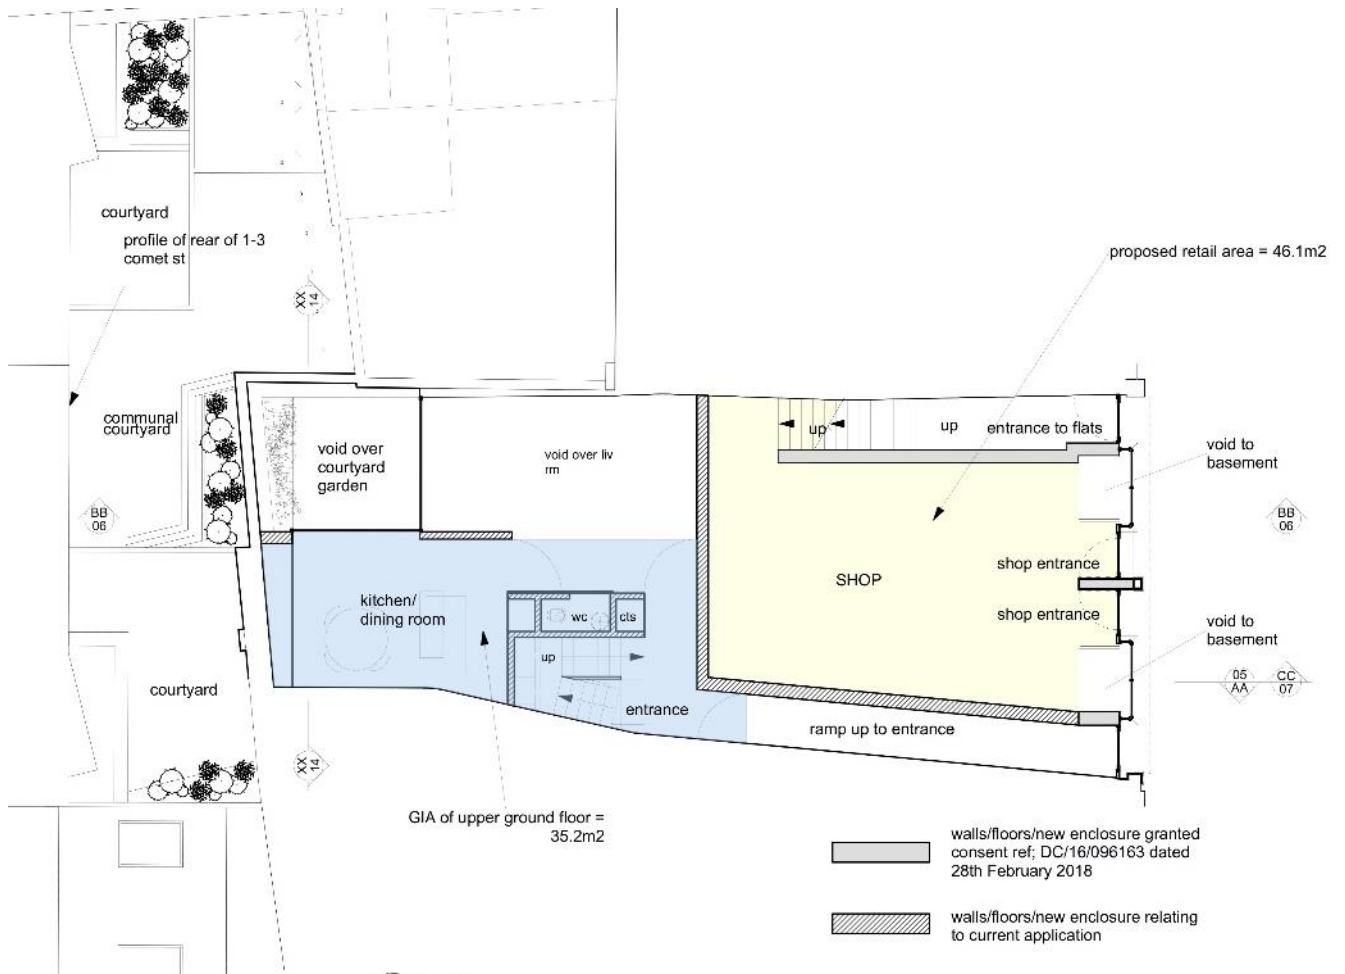 courtyard
profile of rear of 1-3
comet st
XX
14
proposed retail area = 46.1m2
communal
courtyard
void over
courtyard
garden
void over liv
rm
up
up
entrance to flats
void to
basement
BB
06
BB
06
SHOP
shop entrance
shop entrance
kitchen/
dining room
wc
cts
void to
basement
up
entrance
courtyard
05
AA
CC
07
ramp up to entrance
XX
14
GIA of upper ground floor =
35.2m2
walls/floors/new enclosure granted
consent ref; DC/16/096163 dated
28th February 2018
walls/floors/new enclosure relating
to current application